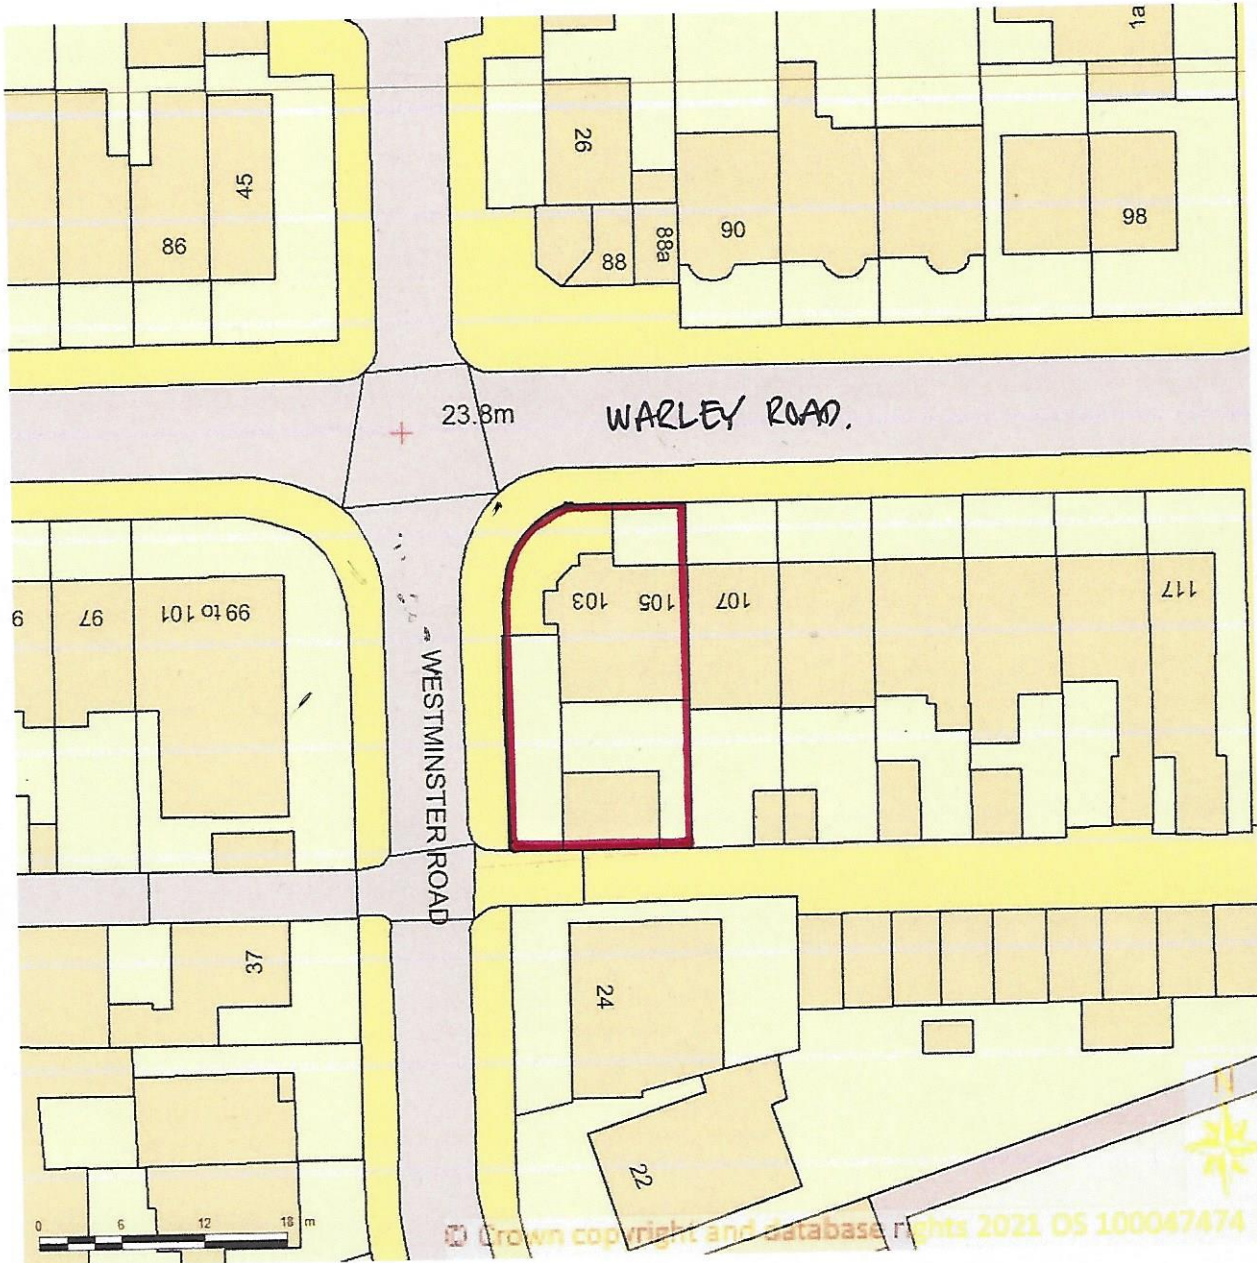 1a
26
45
86
88
88a
90
98
23.8m
WARLEY ROAD.
9
97
99 to 101
103
105
107
117
WESTMINSTER ROAD
37
24
22
N
0 6 12 18 m
© Crown copyright and database rights 2021 OS 100047474